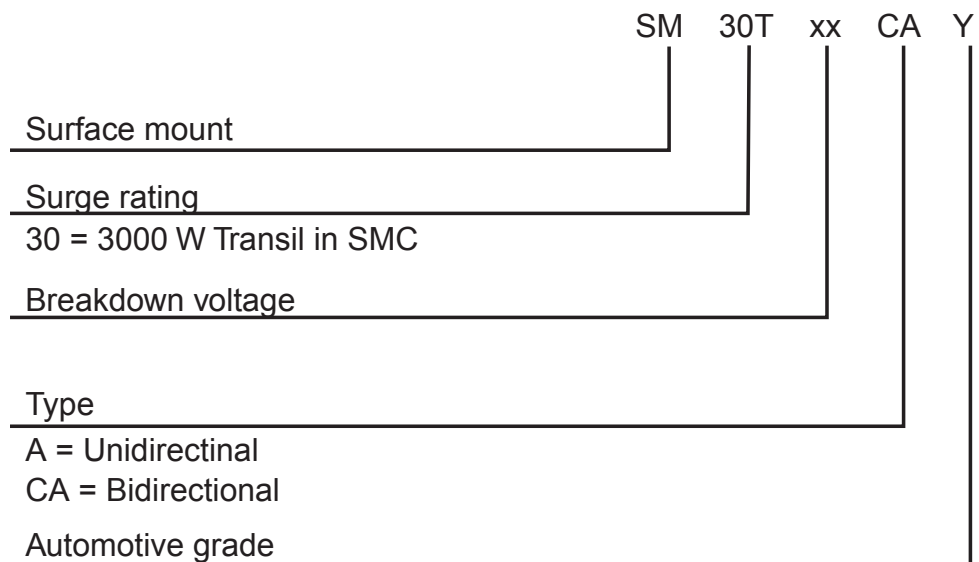 SM 30T xx CA Y
Surface mount
Surge rating
30 = 3000 W Transil in SMC
Breakdown voltage
Type
A = Unidirectinal
CA = Bidirectional
Automotive grade